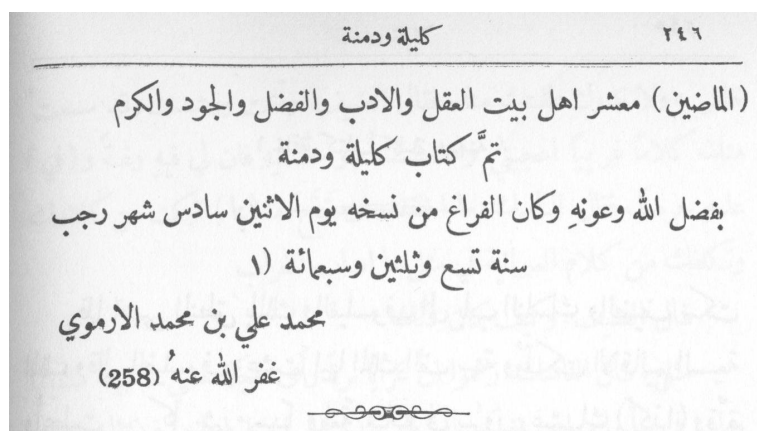 ٢٤٦ كليلة ودمنة
(الماضين) معشر اهل بيت العقل والادب والفضل والجود والكرم
تمَّ كتاب كليلة ودمنة
بفضل الله وعونهِ وكان الفراغ من نسخه يوم الاثنين سادس شهر رجب
سنة تسع وثلثين وسبعمائة (١
محمد علي بن محمد الارموي
غفر الله عنهُ (258)